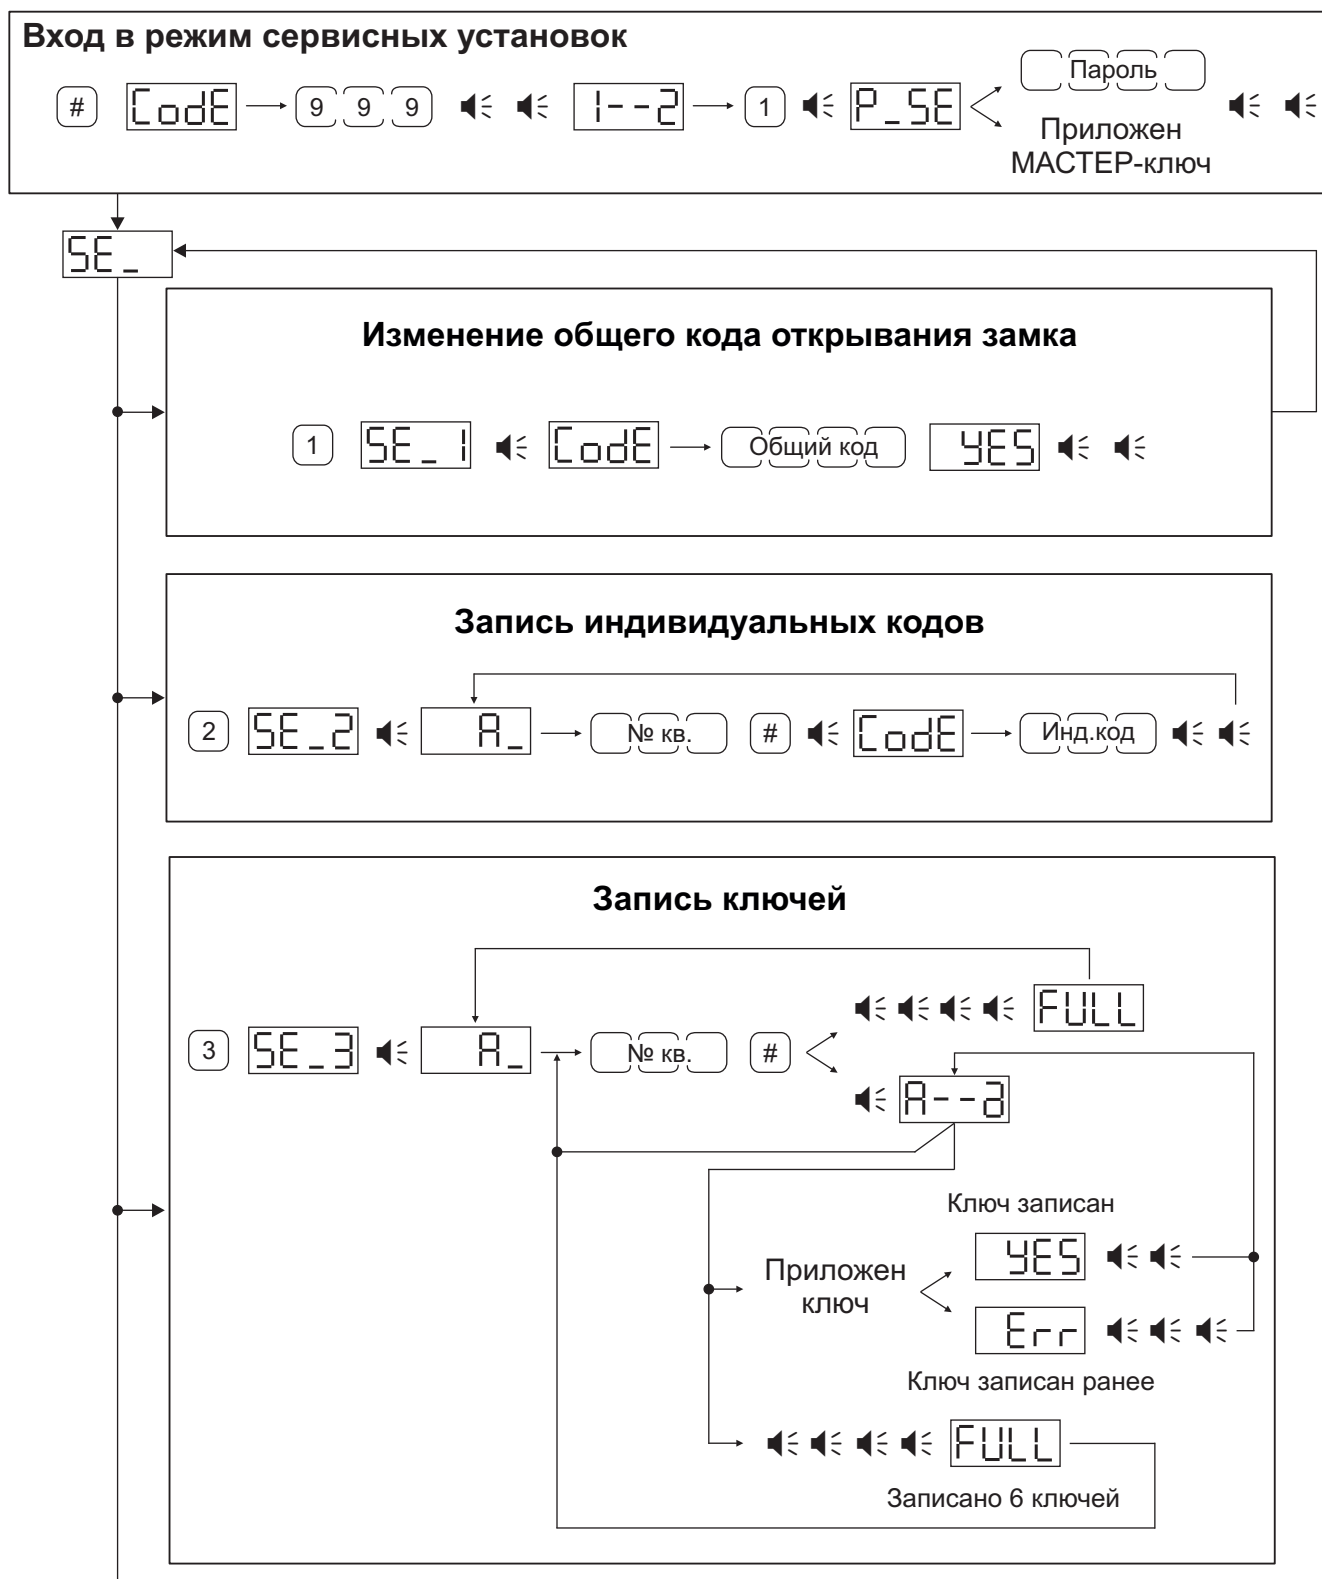 Вход в режим сервисных установок
# CodE 9 9 9 1--2 1 P_SE Пароль
Приложен
МАСТЕР-ключ
SE_
Изменение общего кода открывания замка
1 SE_1 CodE Общий код YES
Запись индивидуальных кодов
2 SE_2 A_ № кв. # CodE Инд.код
Запись ключей
FULL
3 SE_3 A_ № кв. #
A--a
Ключ записан
YES
Приложен
ключ
Err
Ключ записан ранее
FULL
Записано 6 ключей